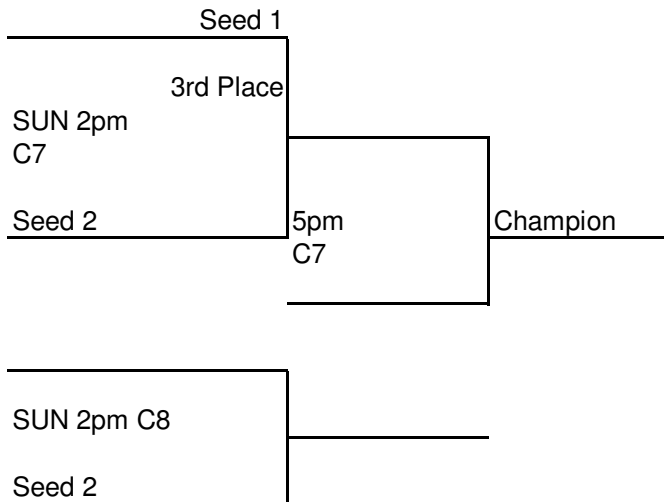 Seed 1
3rd Place
SUN 2pm
C7
Seed 2
5pm
C7
Champion
SUN 2pm C8
Seed 2